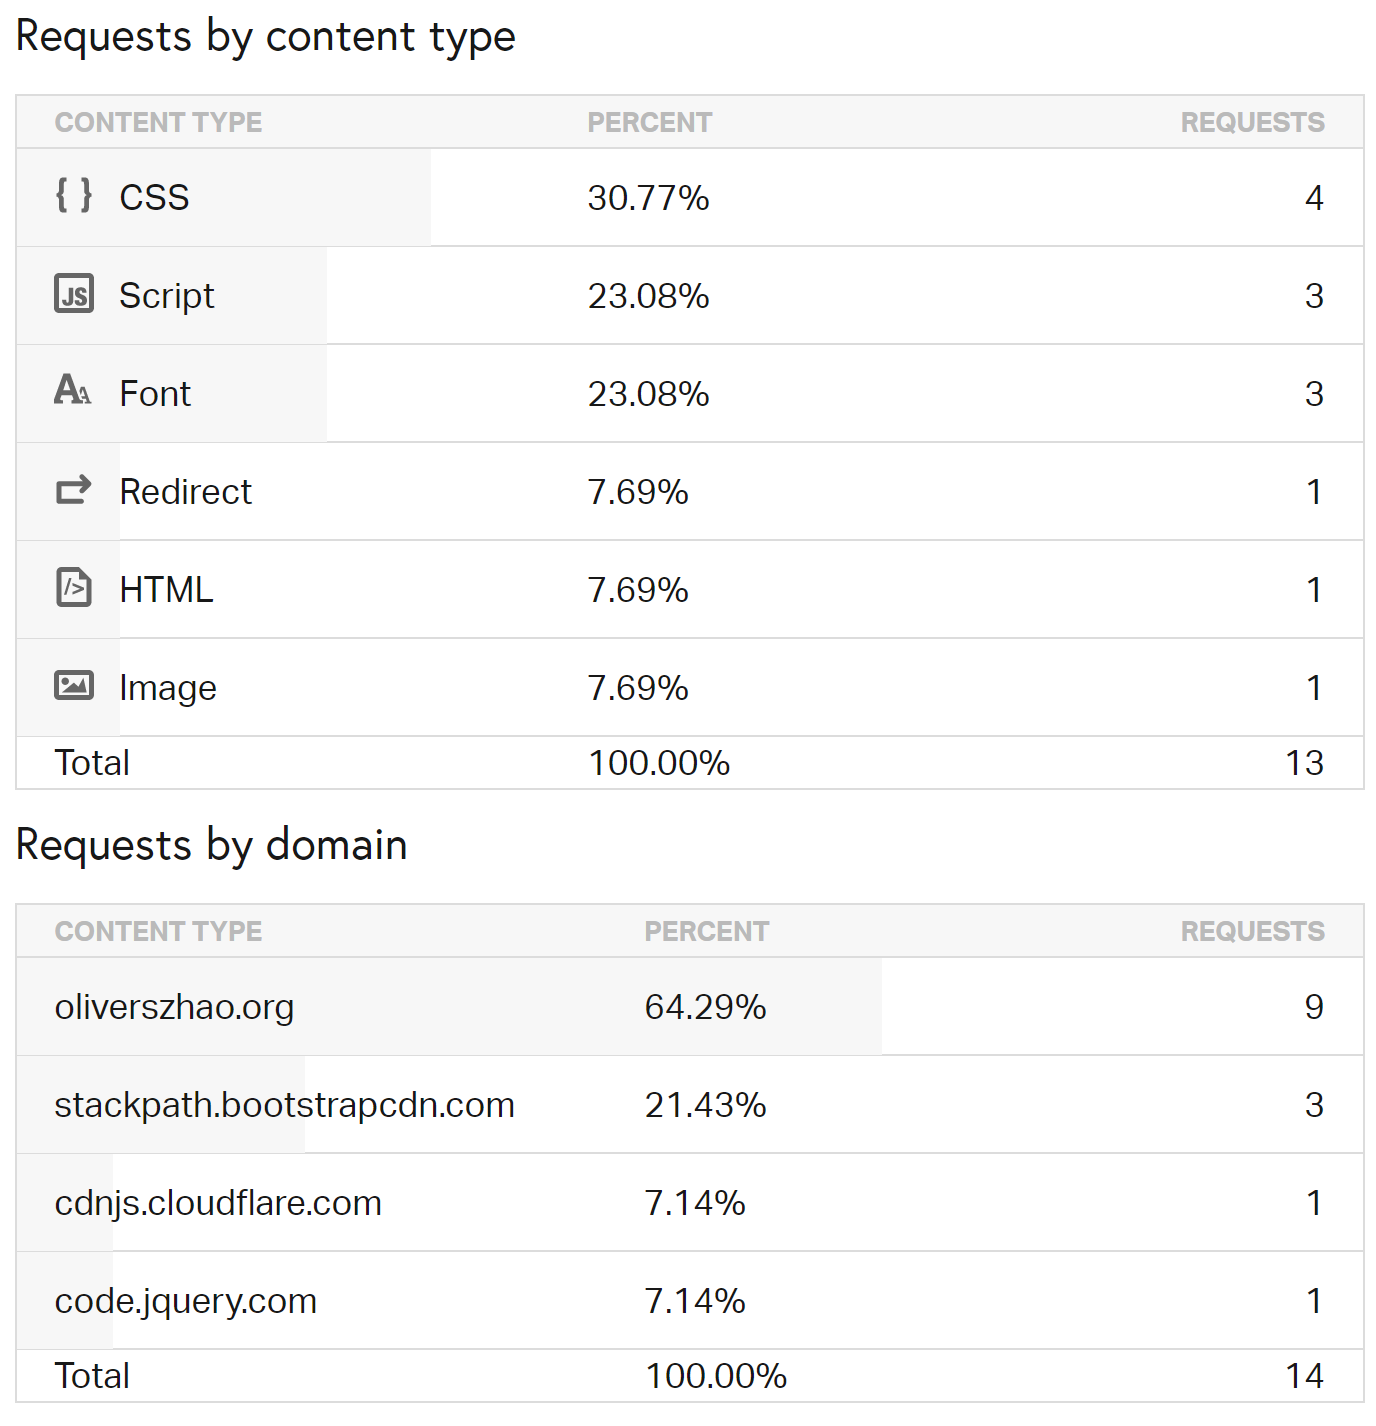 Requests by content type
CONTENT TYPE PERCENT REQUESTS
{ } CSS 30.77% 4
JS Script 23.08% 3
AA Font 23.08% 3
Redirect 7.69% 1
</> HTML 7.69% 1
Image 7.69% 1
Total 100.00% 13
Requests by domain
CONTENT TYPE PERCENT REQUESTS
oliverszhao.org 64.29% 9
stackpath.bootstrapcdn.com 21.43% 3
cdnjs.cloudflare.com 7.14% 1
code.jquery.com 7.14% 1
Total 100.00% 14